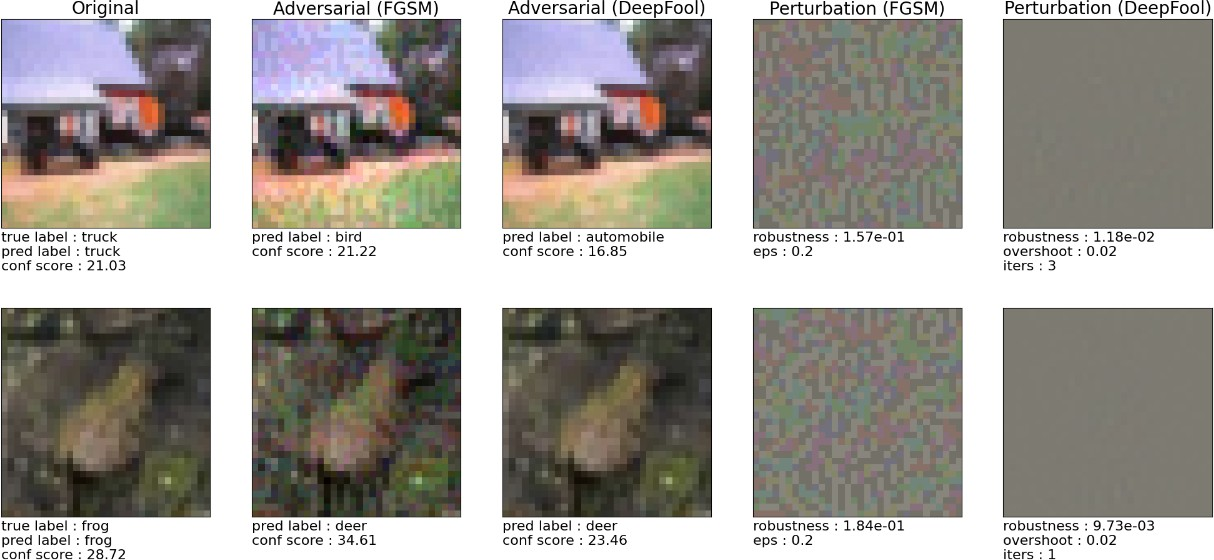 Original
Adversarial (FGSM)
Adversarial (DeepFool)
Perturbation (FGSM)
Perturbation (DeepFool)
true label : truck
pred label : truck
conf score : 21.03
pred label : bird
conf score : 21.22
pred label : automobile
conf score : 16.85
robustness : 1.57e-01
eps : 0.2
robustness : 1.18e-02
overshoot : 0.02
iters : 3
true label : frog
pred label : frog
conf score : 28.72
pred label : deer
conf score : 34.61
pred label : deer
conf score : 23.46
robustness : 1.84e-01
eps : 0.2
robustness : 9.73e-03
overshoot : 0.02
iters : 1